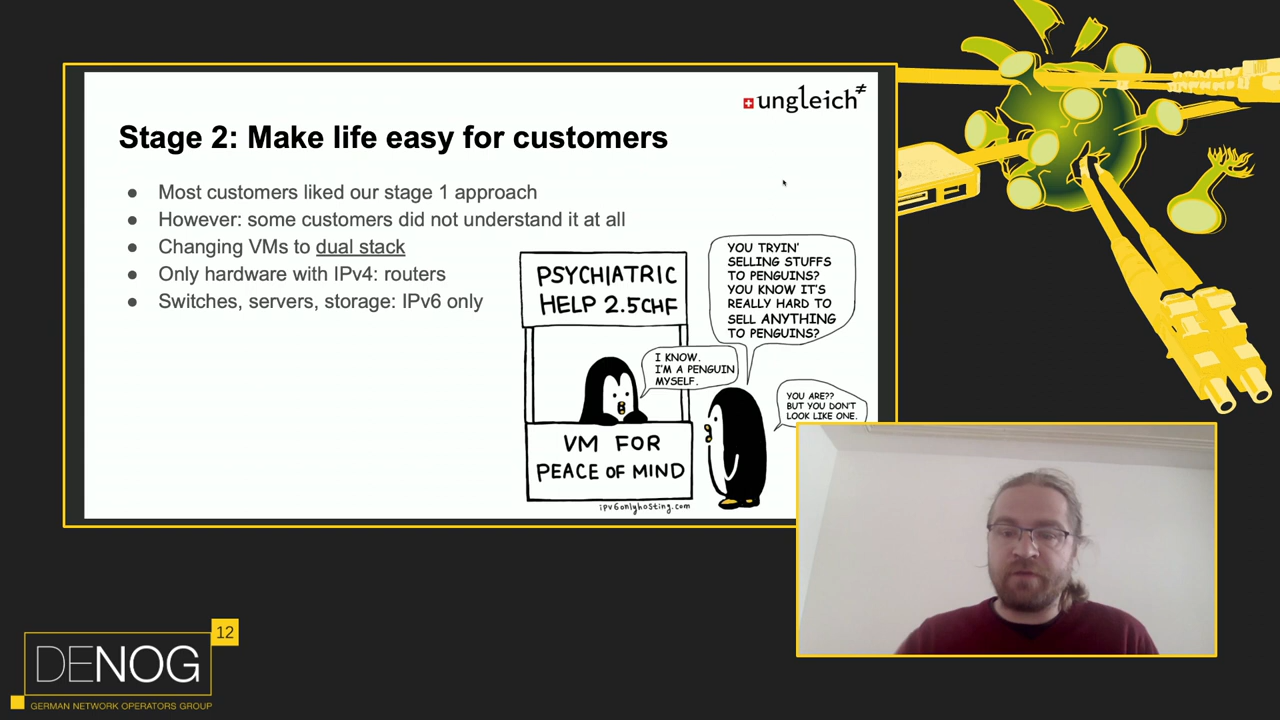 ungleich≠
Stage 2: Make life easy for customers
● Most customers liked our stage 1 approach
● However: some customers did not understand it at all
● Changing VMs to dual stack
● Only hardware with IPv4: routers
● Switches, servers, storage: IPv6 only
PSYCHIATRIC
HELP 2.5CHF
YOU TRYIN'
SELLING STUFFS
TO PENGUINS?
YOU KNOW IT'S
REALLY HARD TO
SELL ANYTHING
TO PENGUINS?
I KNOW.
I'M A PENGUIN
MYSELF.
YOU ARE??
BUT YOU DON'T
LOOK LIKE ONE.
VM FOR
PEACE OF MIND
ipv6onlyhosting.com
12
DENOG
GERMAN NETWORK OPERATORS GROUP